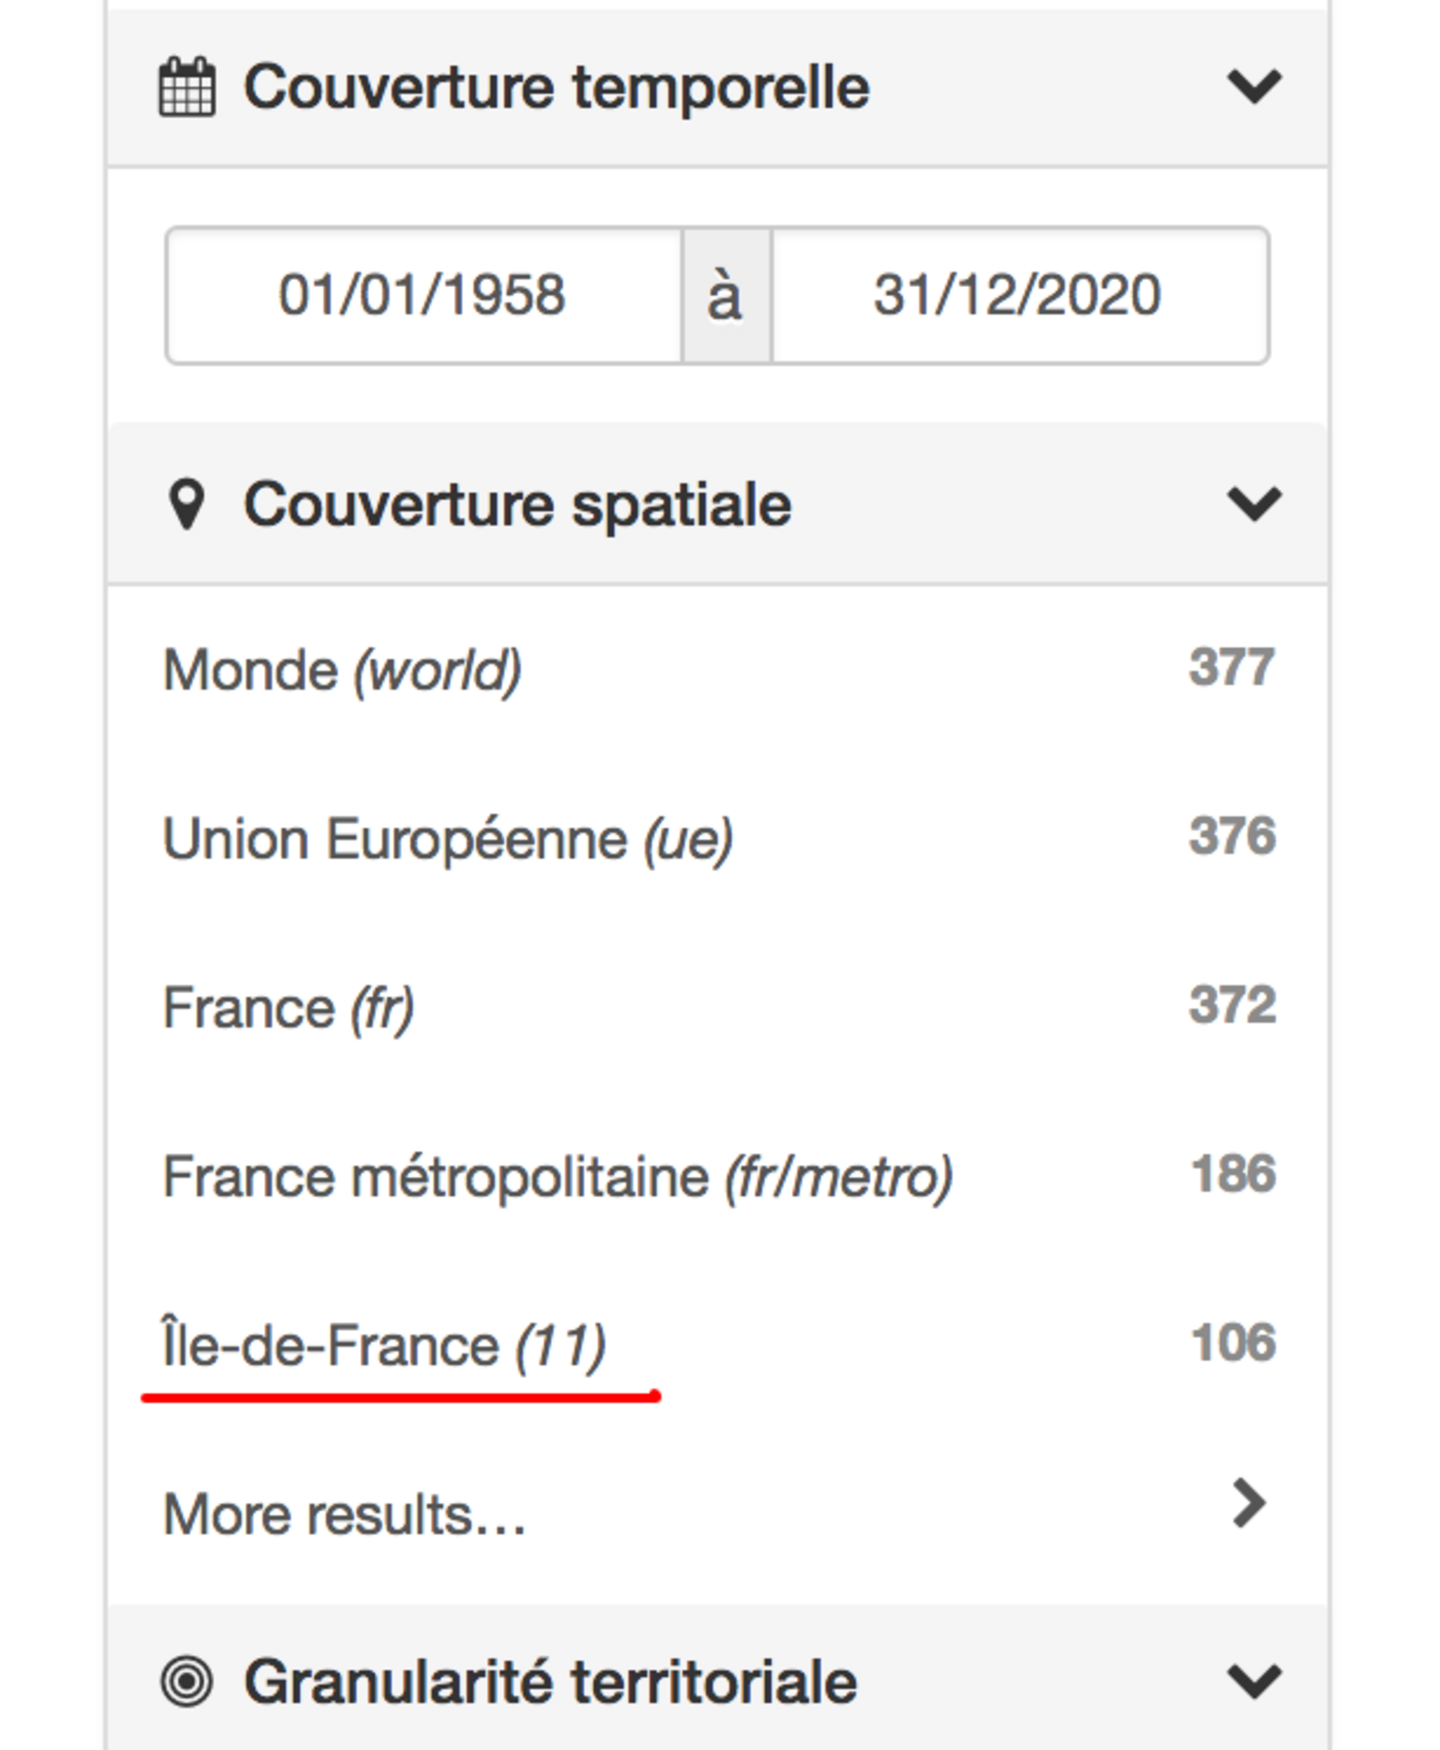 Couverture temporelle
01/01/1958 à 31/12/2020
Couverture spatiale
Monde (world) 377
Union Européenne (ue) 376
France (fr) 372
France métropolitaine (fr/metro) 186
Île-de-France (11) 106
More results...
Granularité territoriale